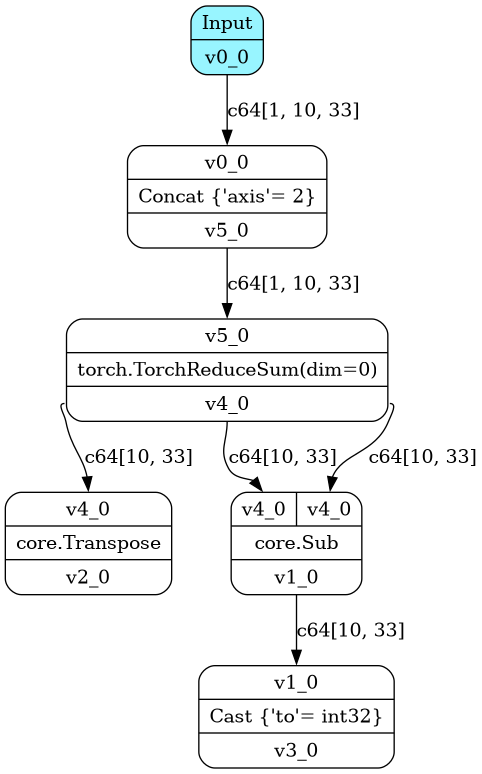 Input
v0_0
c64[1, 10, 33]
v0_0
Concat {'axis'= 2}
v5_0
c64[1, 10, 33]
v5_0
torch.TorchReduceSum(dim=0)
v4_0
c64[10, 33] c64[10, 33] c64[10, 33]
v4_0
core.Transpose
v2_0
v4_0 v4_0
core.Sub
v1_0
c64[10, 33]
v1_0
Cast {'to'= int32}
v3_0